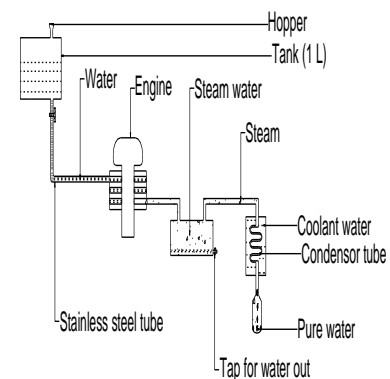 Hopper
Tank (1 L)
Water
Engine
Steam water
Steam
Coolant water
Condensor tube
Stainless steel tube
Pure water
Tap for water out